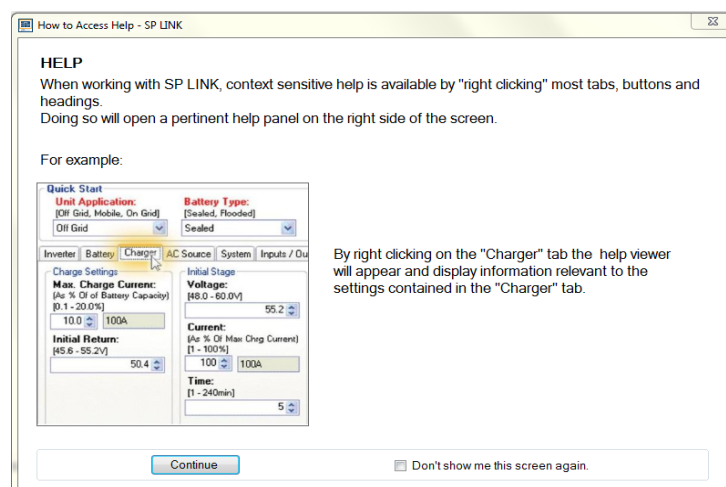 How to Access Help - SP LINK
HELP
When working with SP LINK, context sensitive help is available by "right clicking" most tabs, buttons and
headings.
Doing so will open a pertinent help panel on the right side of the screen.
For example:
Quick Start
Unit Application:
[Off Grid, Mobile, On Grid]
Off Grid
Battery Type:
[Sealed, Flooded]
Sealed
Inverter Battery Charger AC Source System Inputs / Ou
Charge Settings
Max. Charge Current:
(As % Of of Battery Capacity)
[0.1 - 20.0%]
10.0 100A
Initial Return:
[45.6 - 55.2V]
50.4
Initial Stage
Voltage:
[48.0 - 60.0V]
55.2
Current:
(As % Of Max Chrg Current)
[1 - 100%]
100 100A
Time:
[1 - 240min]
5
By right clicking on the "Charger" tab the help viewer
will appear and display information relevant to the
settings contained in the "Charger" tab.
Continue
Don't show me this screen again.